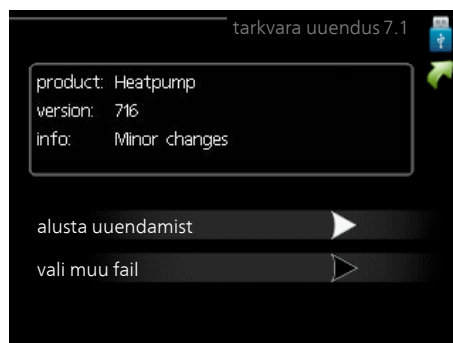 tarkvara uuendus 7.1
product: Heatpump
version: 716
info: Minor changes
alusta uuendamist
vali muu fail